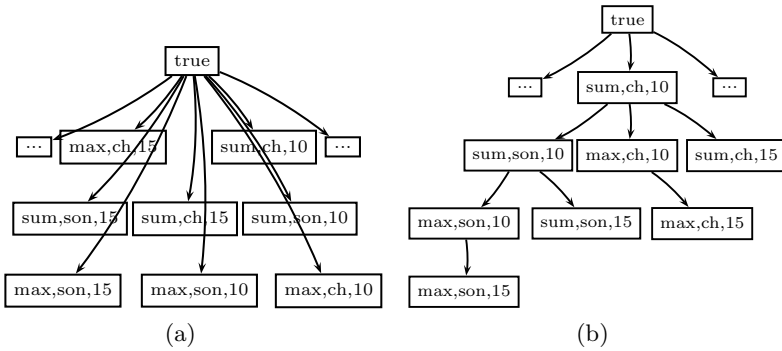 true
... max,ch,15 sum,ch,10 ...
sum,son,15 sum,ch,15 sum,son,10
max,son,15 max,son,10 max,ch,10
(a)
true
... sum,ch,10 ...
sum,son,10 max,ch,10 sum,ch,15
max,son,10 sum,son,15 max,ch,15
max,son,15
(b)